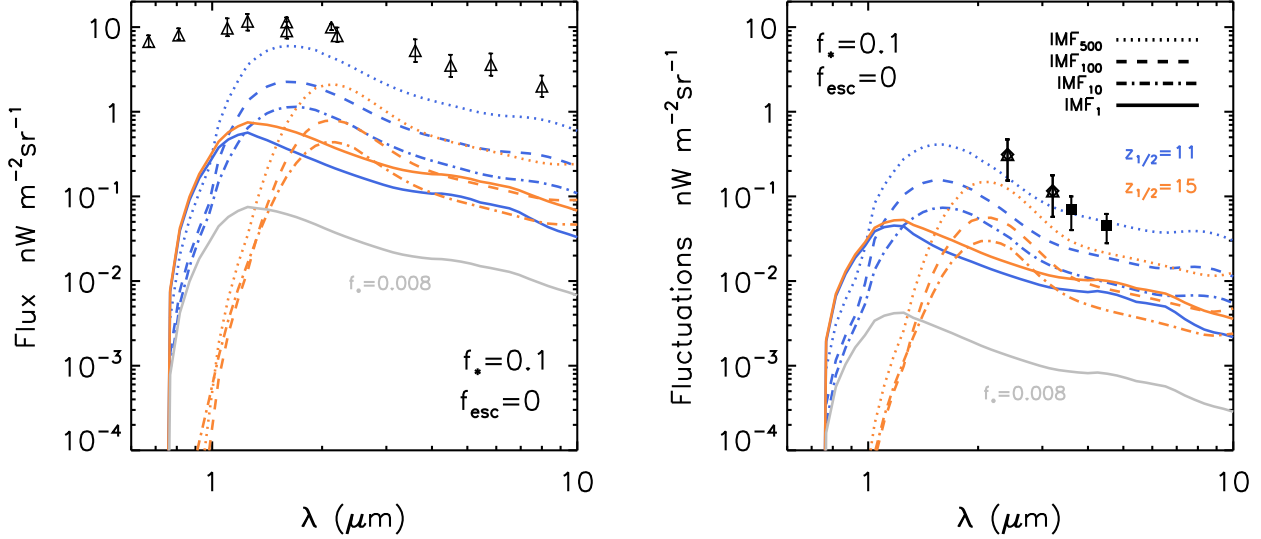 Flux nW m⁻²sr⁻¹
10
1
10⁻¹
10⁻²
10⁻³
10⁻⁴
f*=0.008
f*=0.1
fesc=0
1
10
λ (μm)
Fluctuations nW m⁻²Sr⁻¹
10
1
10⁻¹
10⁻²
10⁻³
10⁻⁴
f*=0.1
fesc=0
IMF500
IMF100
IMF10
IMF1
z1/2=11
z1/2=15
f*=0.008
1
10
λ (μm)